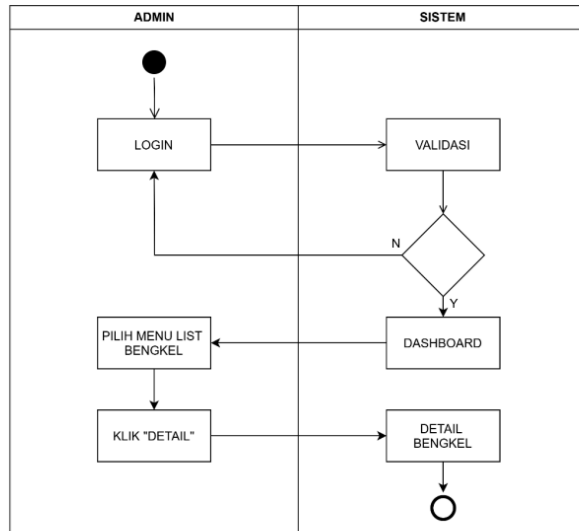 ADMIN
SISTEM
LOGIN
VALIDASI
N
Y
PILIH MENU LIST
BENGKEL
DASHBOARD
KLIK "DETAIL"
DETAIL
BENGKEL